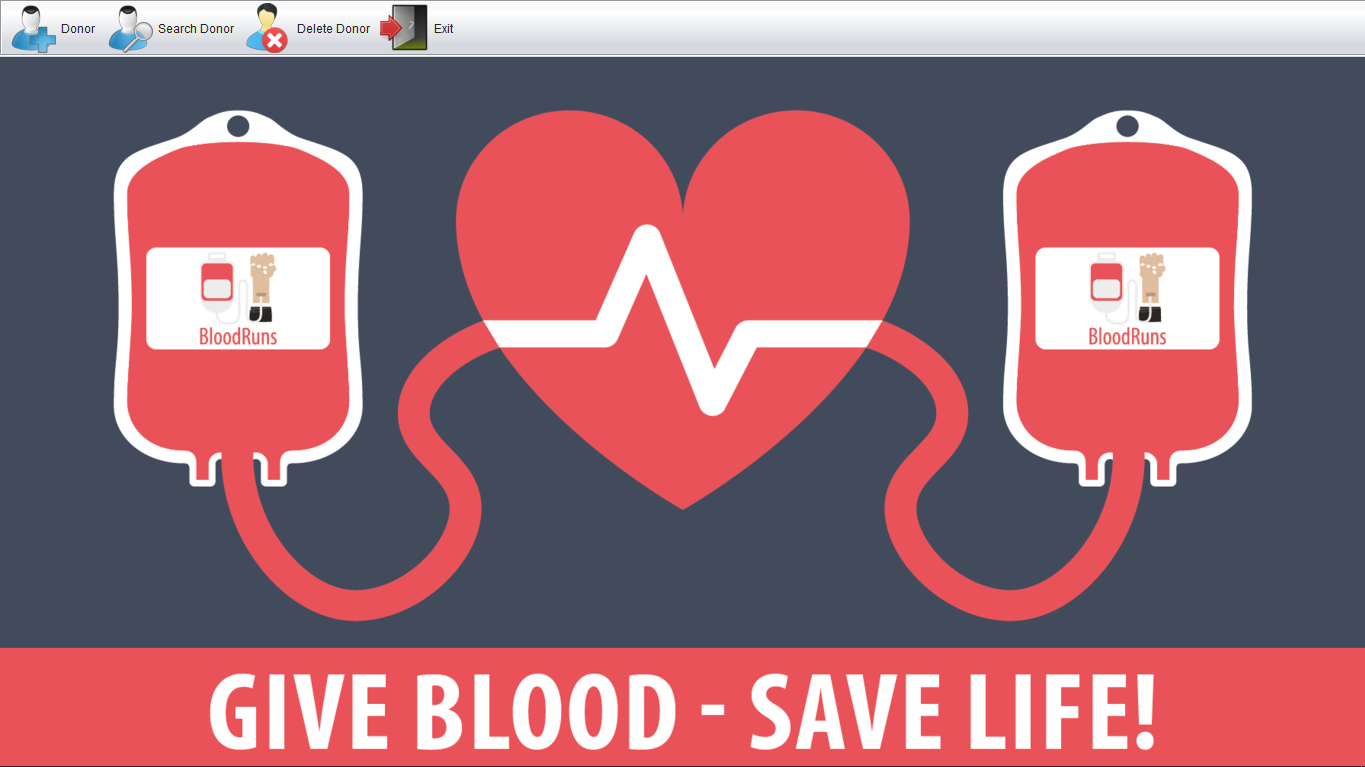 Donor
Search Donor
Delete Donor
Exit
BloodRuns
BloodRuns
GIVE BLOOD - SAVE LIFE!